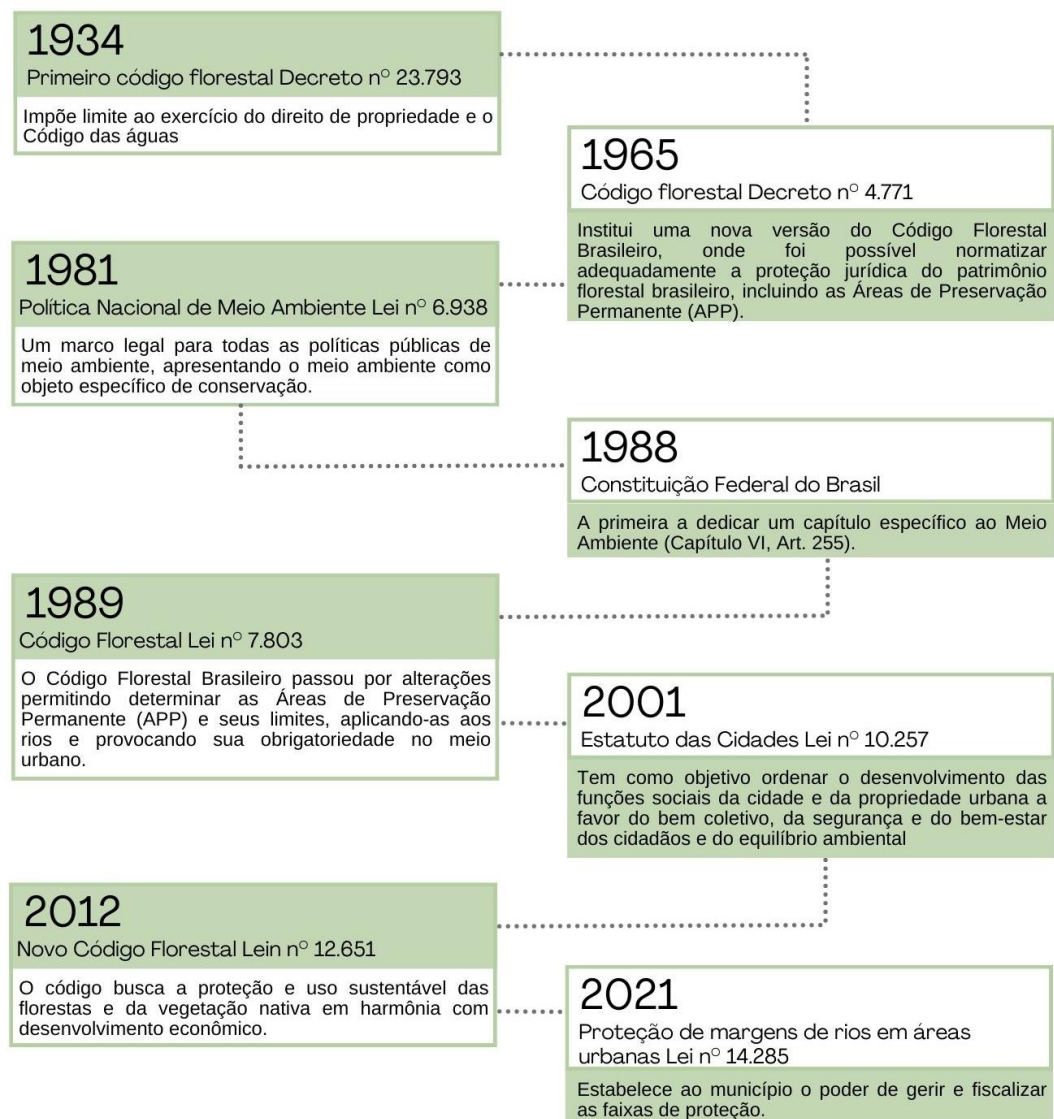 1934
Primeiro código florestal Decreto nº 23.793
Impõe limite ao exercício do direito de propriedade e o
Código das águas
1965
Código florestal Decreto nº 4.771
Institui uma nova versão do Código Florestal
Brasileiro, onde foi possível normatizar
adequadamente a proteção jurídica do patrimônio
florestal brasileiro, incluindo as Áreas de Preservação
Permanente (APP).
1981
Política Nacional de Meio Ambiente Lei nº 6.938
Um marco legal para todas as políticas públicas de
meio ambiente, apresentando o meio ambiente como
objeto específico de conservação.
1988
Constituição Federal do Brasil
A primeira a dedicar um capítulo específico ao Meio
Ambiente (Capítulo VI, Art. 255).
1989
Código Florestal Lei nº 7.803
O Código Florestal Brasileiro passou por alterações
permitindo determinar as Áreas de Preservação
Permanente (APP) e seus limites, aplicando-as aos
rios e provocando sua obrigatoriedade no meio
urbano.
2001
Estatuto das Cidades Lei nº 10.257
Tem como objetivo ordenar o desenvolvimento das
funções sociais da cidade e da propriedade urbana a
favor do bem coletivo, da segurança e do bem-estar
dos cidadãos e do equilíbrio ambiental
2012
Novo Código Florestal Lein nº 12.651
O código busca a proteção e uso sustentável das
florestas e da vegetação nativa em harmônia com
desenvolvimento econômico.
2021
Proteção de margens de rios em áreas
urbanas Lei nº 14.285
Estabelece ao município o poder de gerir e fiscalizar
as faixas de proteção.